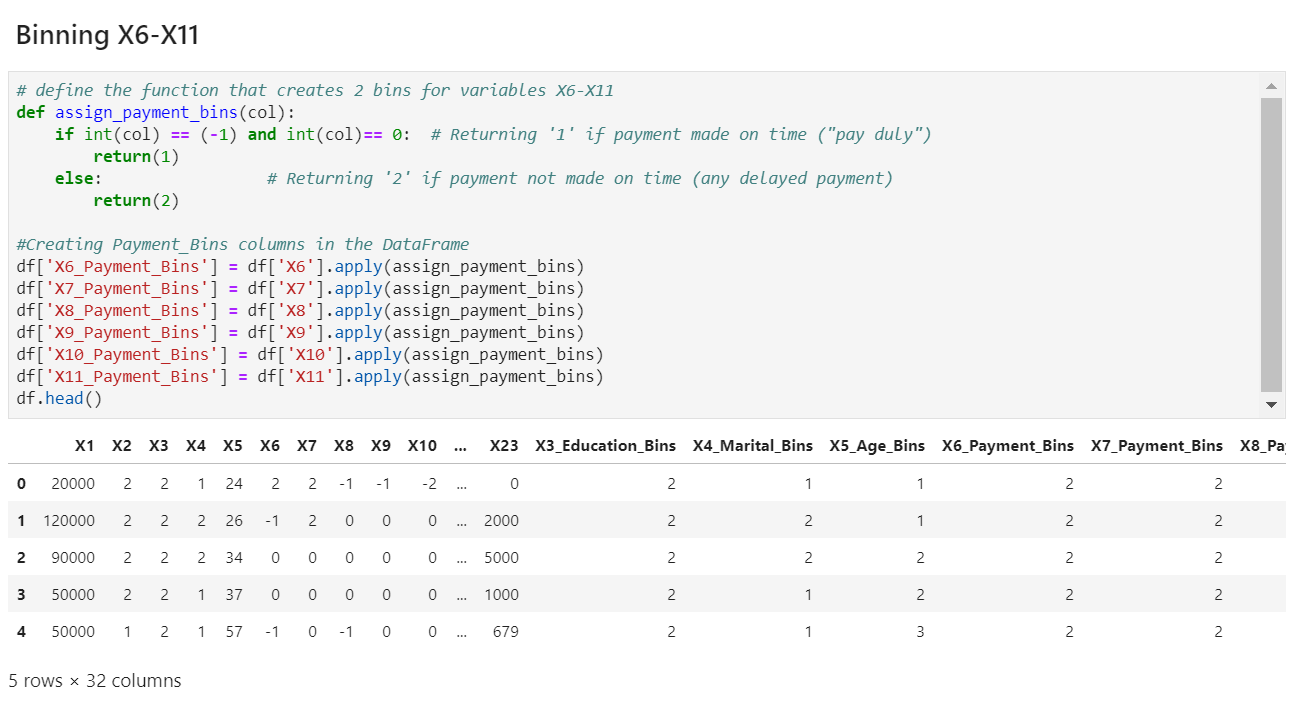 Binning X6-X11
# define the function that creates 2 bins for variables X6-X11
def assign_payment_bins(col):
    if int(col) == (-1) and int(col)== 0:  # Returning '1' if payment made on time ("pay duly")
        return(1)
    else:                 # Returning '2' if payment not made on time (any delayed payment)
        return(2)
#Creating Payment_Bins columns in the DataFrame
df['X6_Payment_Bins'] = df['X6'].apply(assign_payment_bins)
df['X7_Payment_Bins'] = df['X7'].apply(assign_payment_bins)
df['X8_Payment_Bins'] = df['X8'].apply(assign_payment_bins)
df['X9_Payment_Bins'] = df['X9'].apply(assign_payment_bins)
df['X10_Payment_Bins'] = df['X10'].apply(assign_payment_bins)
df['X11_Payment_Bins'] = df['X11'].apply(assign_payment_bins)
df.head()
X1 X2 X3 X4 X5 X6 X7 X8 X9 X10 ... X23 X3_Education_Bins X4_Marital_Bins X5_Age_Bins X6_Payment_Bins X7_Payment_Bins
0 20000 2 2 1 24 2 2 -1 -1 -2 ... 0 2 1 1 2 2
1 120000 2 2 2 26 -1 2 0 0 0 ... 2000 2 2 1 2 2
2 90000 2 2 2 34 0 0 0 0 0 ... 5000 2 2 2 2 2
3 50000 2 2 1 37 0 0 0 0 0 ... 1000 2 1 2 2 2
4 50000 1 2 1 57 -1 0 -1 0 0 ... 679 2 1 3 2 2
5 rows × 32 columns